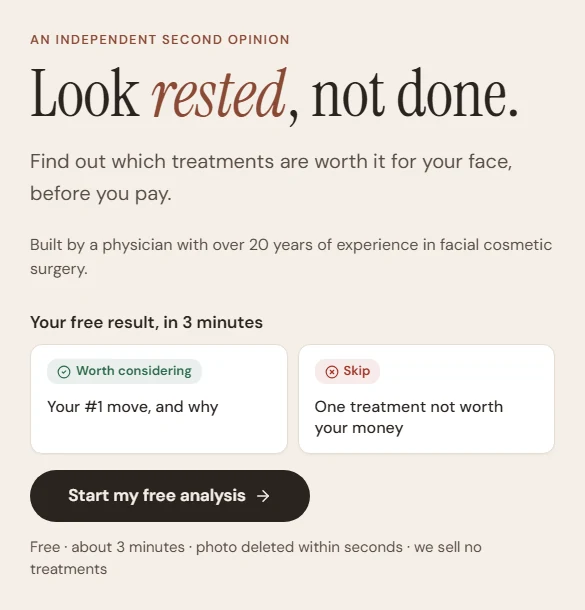 AN INDEPENDENT SECOND OPINION
Look rested, not done.
Find out which treatments are worth it for your face,
before you pay.
Built by a physician with over 20 years of experience in facial cosmetic
surgery.
Your free result, in 3 minutes
Worth considering
Your #1 move, and why
Skip
One treatment not worth
your money
Start my free analysis →
Free · about 3 minutes · photo deleted within seconds · we sell no
treatments